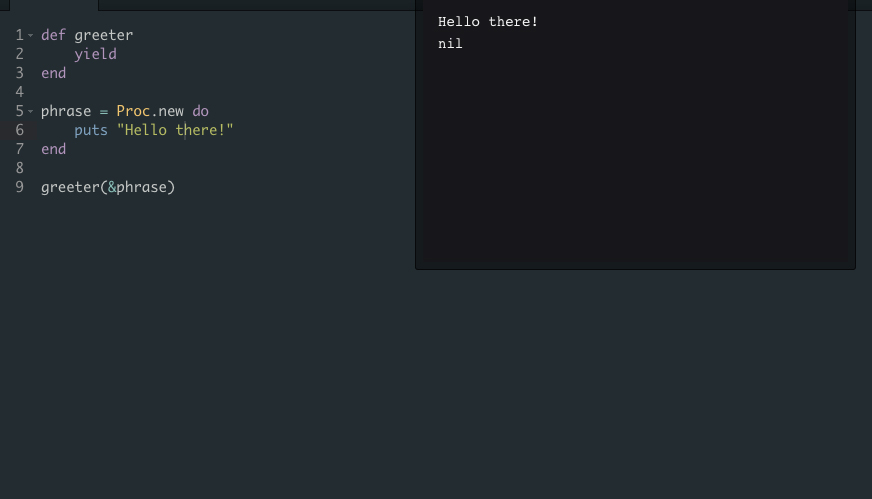 1 def greeter
2     yield
3 end
4
5 phrase = Proc.new do
6     puts "Hello there!"
7 end
8
9 greeter(&phrase)
Hello there!
nil